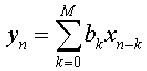 $$y_n = \sum_{k=0}^{M} b_k x_{n-k}$$